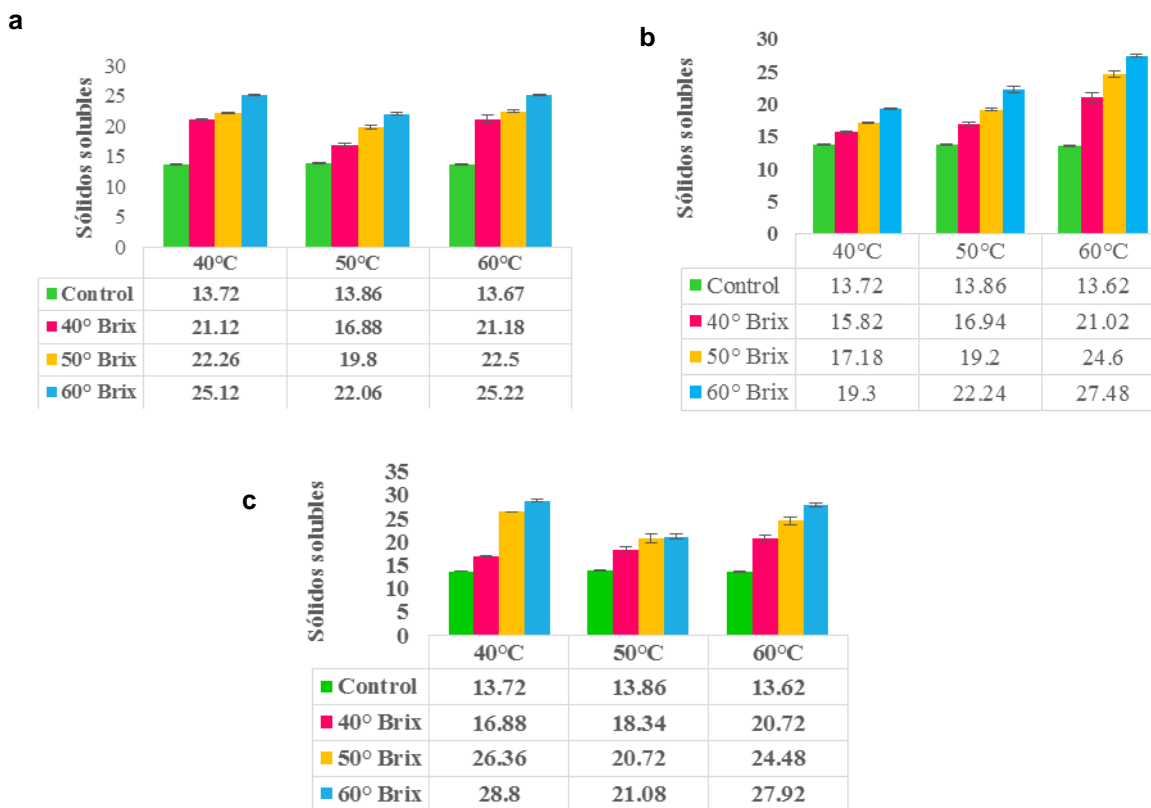 a
Sólidos solubles
30
25
20
15
10
5
0
40°C 50°C 60°C
Control 13.72 13.86 13.67
40° Brix 21.12 16.88 21.18
50° Brix 22.26 19.8 22.5
60° Brix 25.12 22.06 25.22
b
Sólidos solubles
30
25
20
15
10
5
0
40°C 50°C 60°C
Control 13.72 13.86 13.62
40° Brix 15.82 16.94 21.02
50° Brix 17.18 19.2 24.6
60° Brix 19.3 22.24 27.48
c
Sólidos solubles
35
30
25
20
15
10
5
0
40°C 50°C 60°C
Control 13.72 13.86 13.62
40° Brix 16.88 18.34 20.72
50° Brix 26.36 20.72 24.48
60° Brix 28.8 21.08 27.92